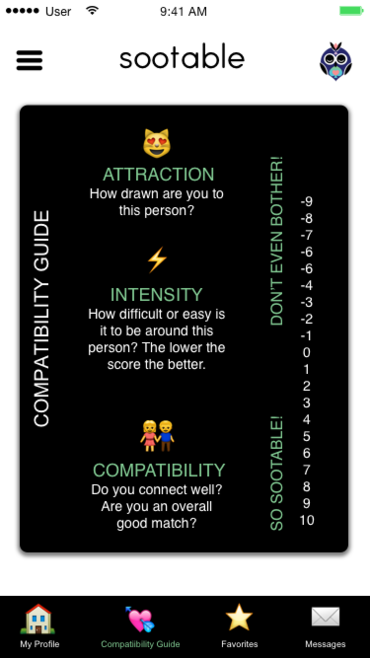 User
9:41 AM
sootable
COMPATIBILITY GUIDE
ATTRACTION
How drawn are you to
this person?
INTENSITY
How difficult or easy is
it to be around this
person? The lower the
score the better.
COMPATIBILITY
Do you connect well?
Are you an overall
good match?
DON'T EVEN BOTHER!
SO SOOTABLE!
-9
-8
-7
-6
-6
-4
-3
-2
-1
0
1
2
3
4
5
6
7
8
9
10
My Profile
Compatibility Guide
Favorites
Messages